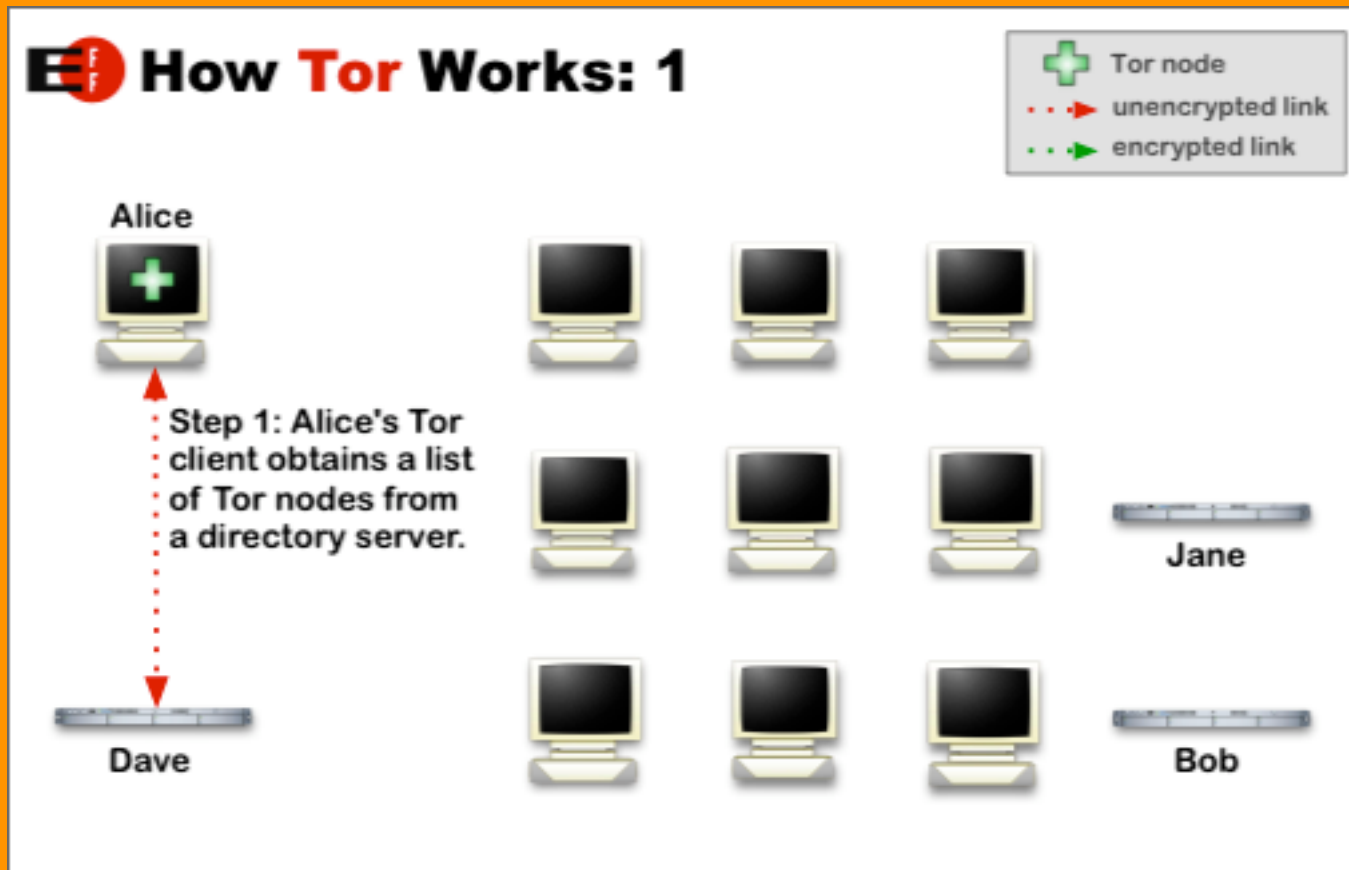 EFF How Tor Works: 1
Tor node
unencrypted link
encrypted link
Alice
Step 1: Alice's Tor
client obtains a list
of Tor nodes from
a directory server.
Jane
Dave
Bob